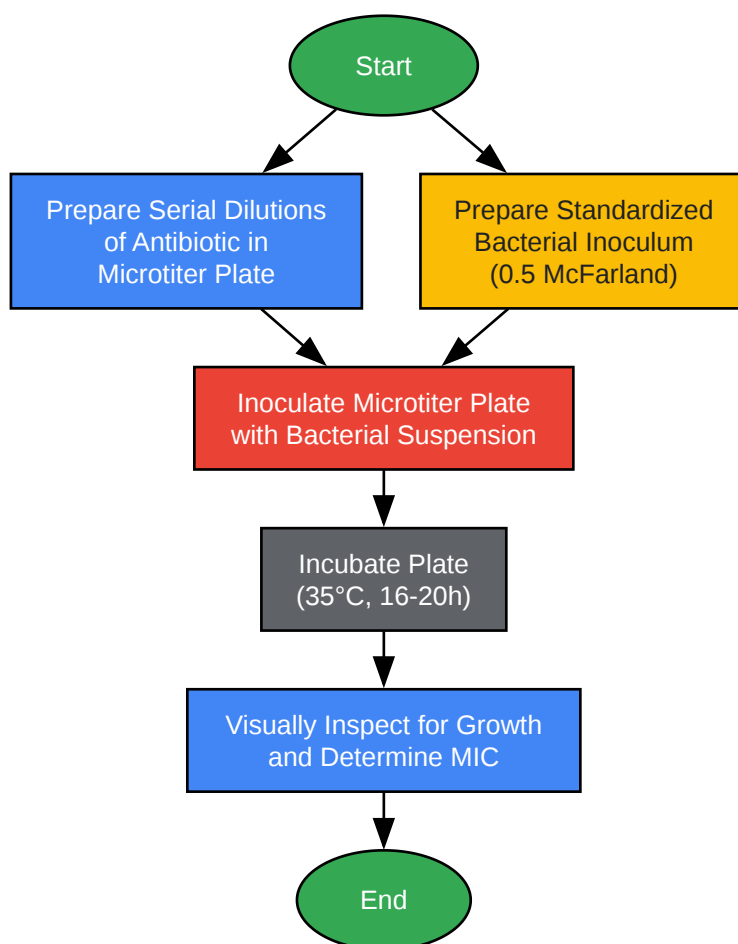 Start
Prepare Serial Dilutions
of Antibiotic in
Microtiter Plate
Prepare Standardized
Bacterial Inoculum
(0.5 McFarland)
Inoculate Microtiter Plate
with Bacterial Suspension
Incubate Plate
(35°C, 16-20h)
Visually Inspect for Growth
and Determine MIC
End